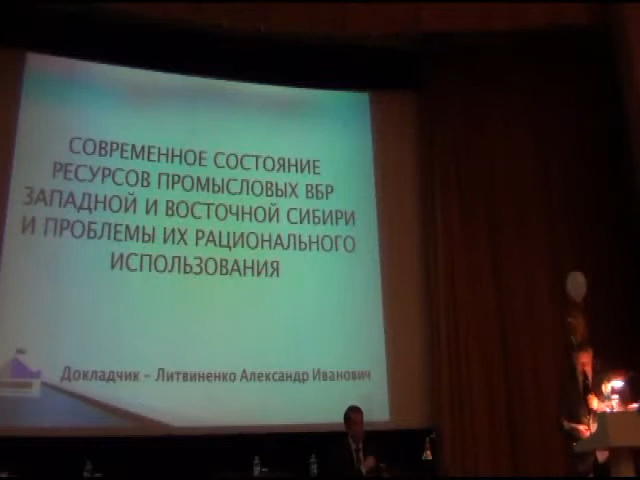 СОВРЕМЕННОЕ СОСТОЯНИЕ
РЕСУРСОВ ПРОМЫСЛОВЫХ ВБР
ЗАПАДНОЙ И ВОСТОЧНОЙ СИБИРИ
И ПРОБЛЕМЫ ИХ РАЦИОНАЛЬНОГО
ИСПОЛЬЗОВАНИЯ
Докладчик – Литвиненко Александр Иванович